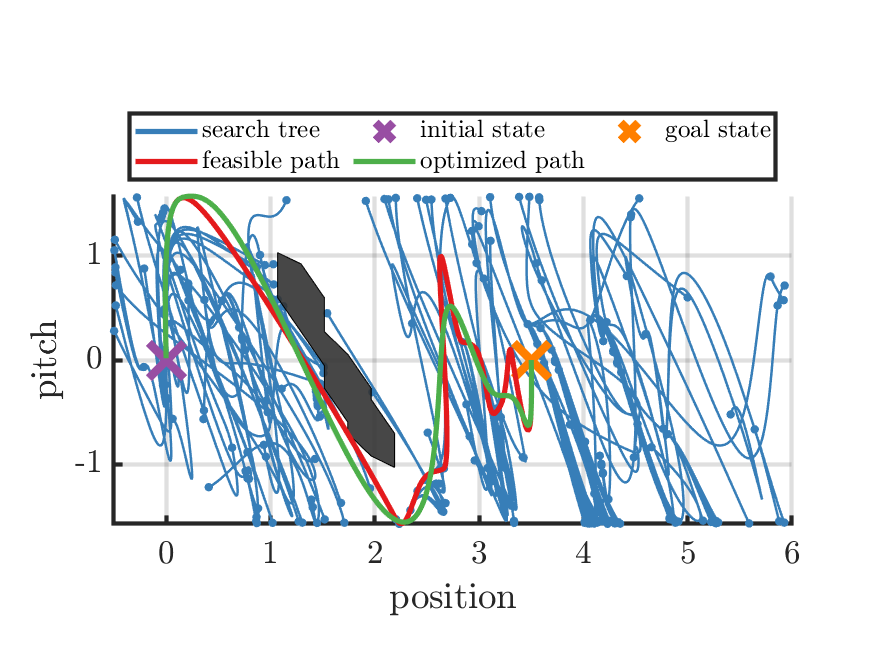 search tree initial state goal state
feasible path optimized path
1
0
-1
pitch
0 1 2 3 4 5 6
position